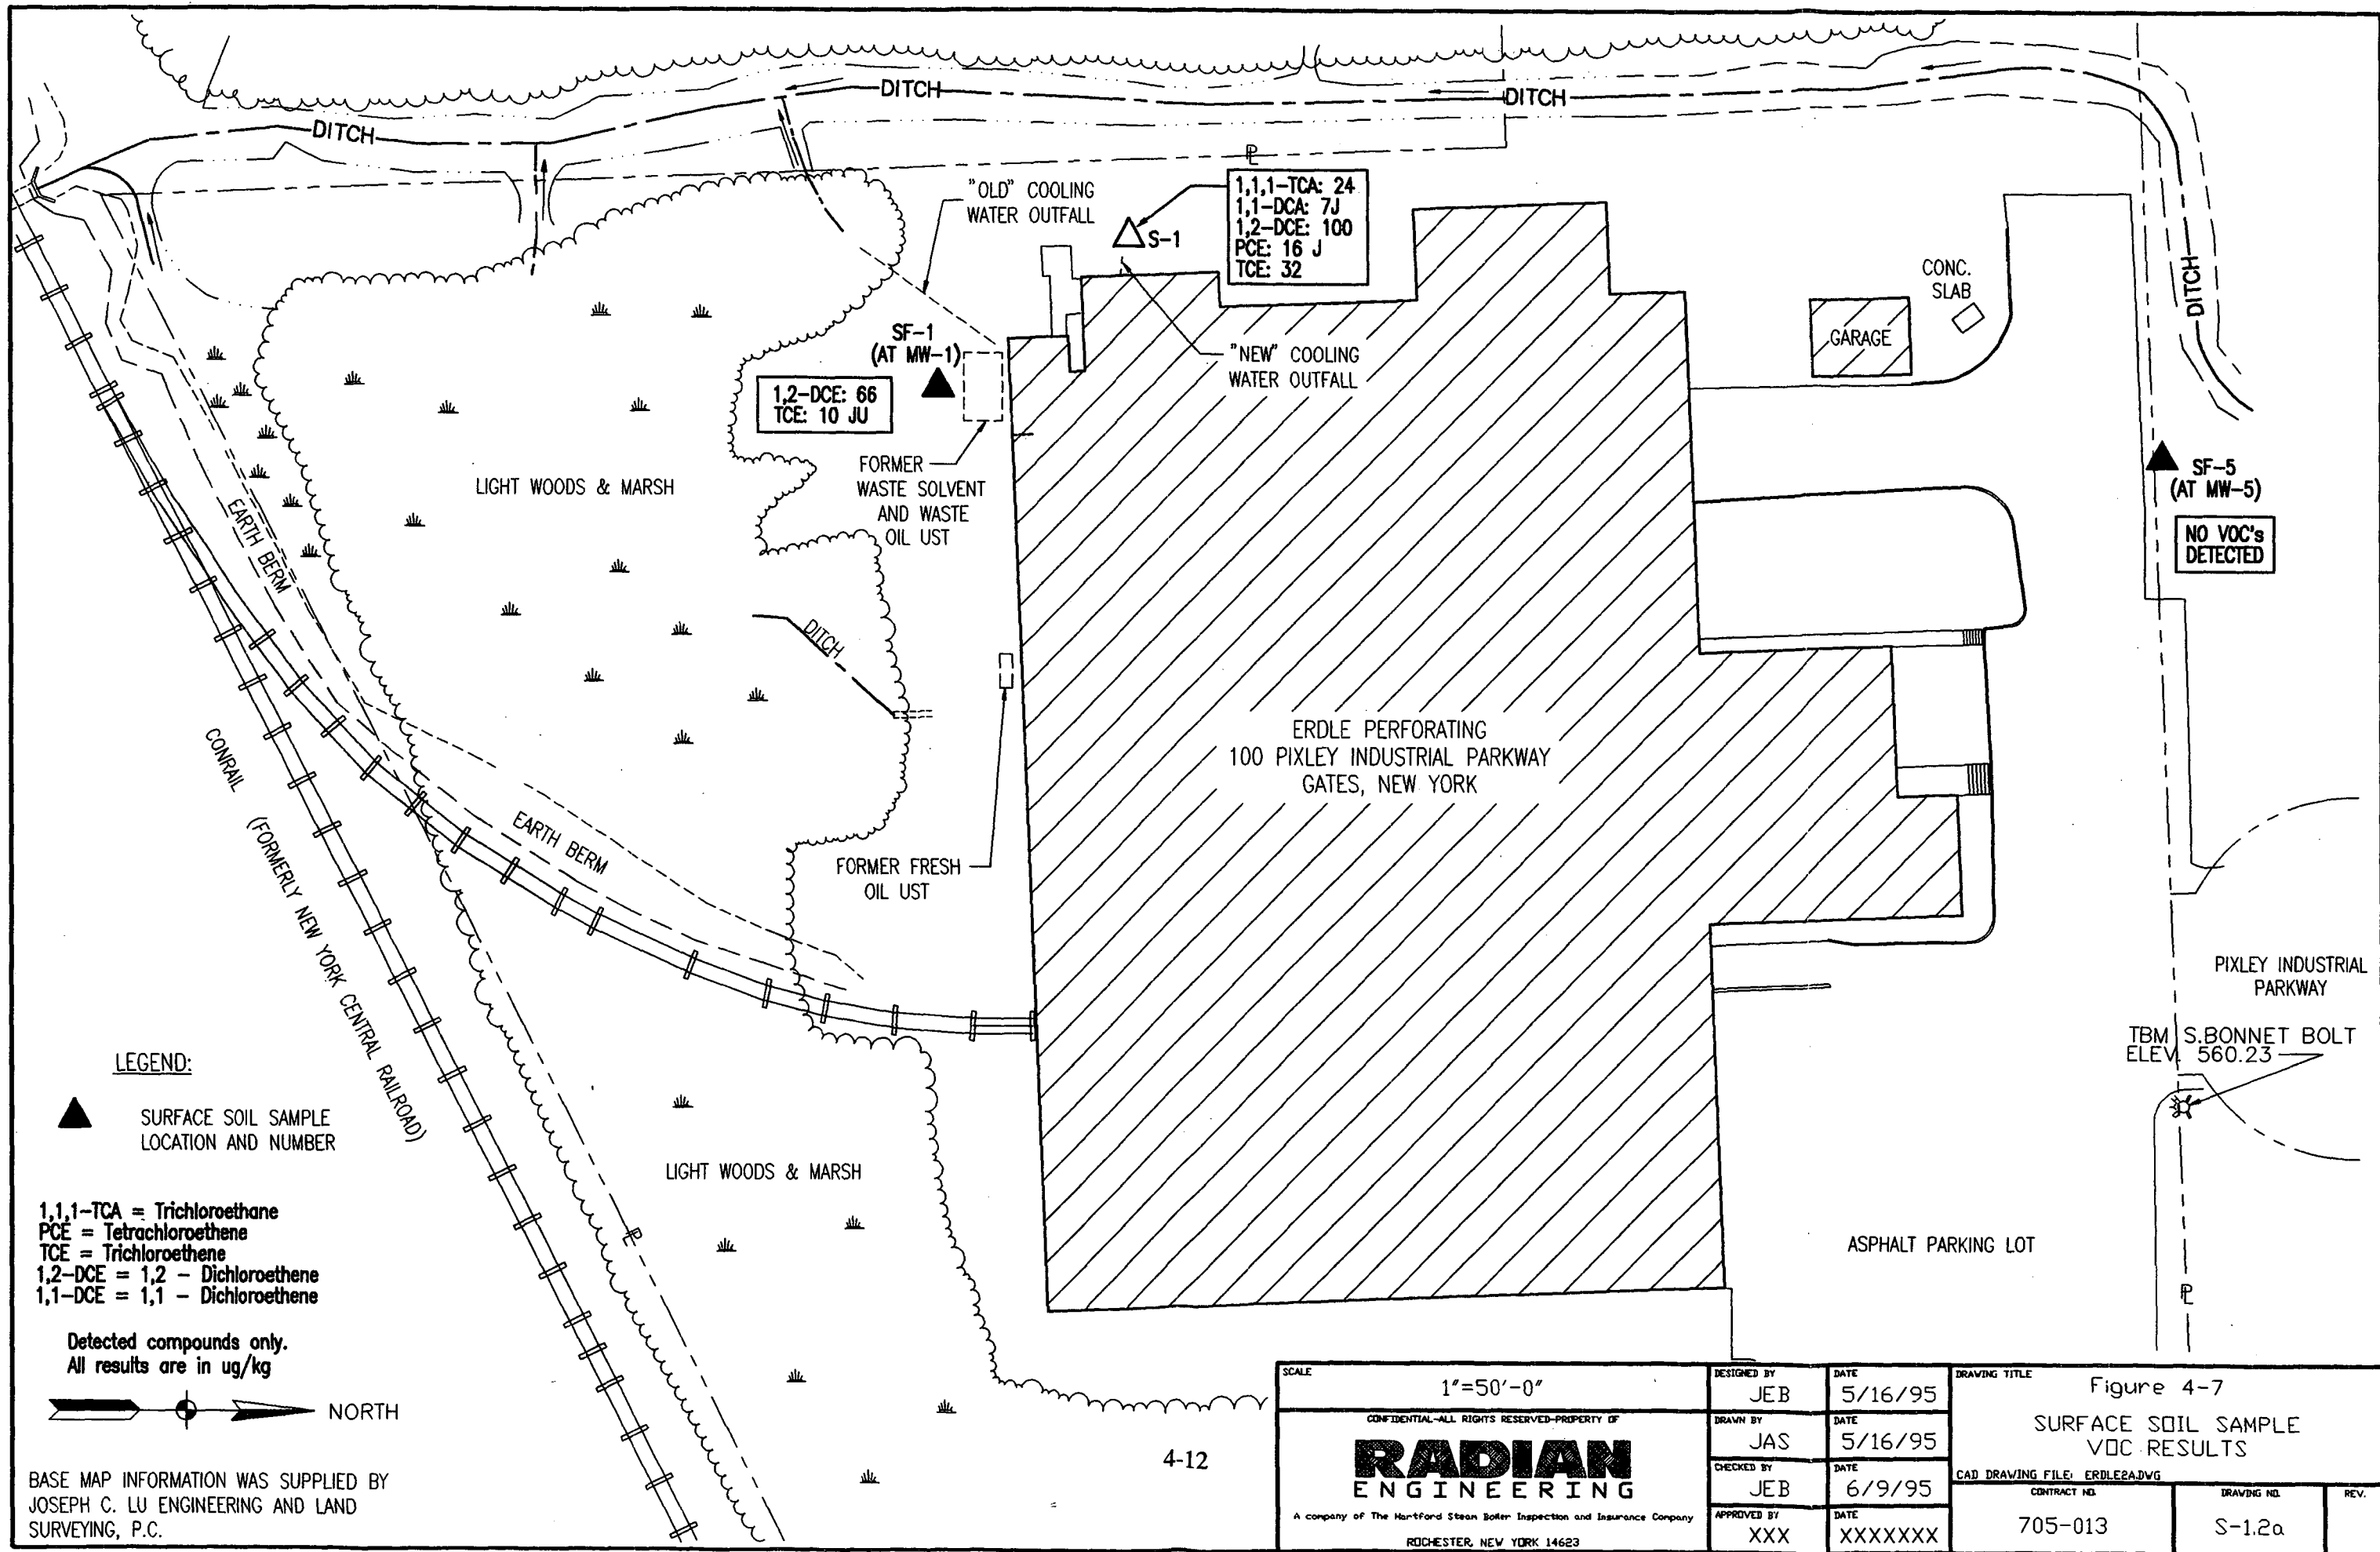 DITCH
DITCH
DITCH
DITCH
PL
"OLD" COOLING
WATER OUTFALL
1,1,1-TCA: 24
1,1-DCA: 7J
1,2-DCE: 100
PCE: 16 J
TCE: 32
S-1
"NEW" COOLING
WATER OUTFALL
CONC.
SLAB
GARAGE
SF-1
(AT MW-1)
1,2-DCE: 66
TCE: 10 JU
FORMER
WASTE SOLVENT
AND WASTE
OIL UST
SF-5
(AT MW-5)
NO VOC's
DETECTED
LIGHT WOODS & MARSH
EARTH BERM
DITCH
ERDLE PERFORATING
100 PIXLEY INDUSTRIAL PARKWAY
GATES, NEW YORK
CONRAIL (FORMERLY NEW YORK CENTRAL RAILROAD)
EARTH BERM
FORMER FRESH
OIL UST
PIXLEY INDUSTRIAL
PARKWAY
TBM S.BONNET BOLT
ELEV. 560.23
LIGHT WOODS & MARSH
PL
ASPHALT PARKING LOT
PL
LEGEND:
SURFACE SOIL SAMPLE
LOCATION AND NUMBER
1,1,1-TCA = Trichloroethane
PCE = Tetrachloroethene
TCE = Trichloroethene
1,2-DCE = 1,2 - Dichloroethene
1,1-DCE = 1,1 - Dichloroethene
Detected compounds only.
All results are in ug/kg
NORTH
BASE MAP INFORMATION WAS SUPPLIED BY
JOSEPH C. LU ENGINEERING AND LAND
SURVEYING, P.C.
4-12
SCALE
1"=50'-0"
CONFIDENTIAL-ALL RIGHTS RESERVED-PROPERTY OF
RADIAN
ENGINEERING
A company of The Hartford Steam Boiler Inspection and Insurance Company
ROCHESTER, NEW YORK 14623
DESIGNED BY
JEB
DATE
5/16/95
DRAWN BY
JAS
DATE
5/16/95
CHECKED BY
JEB
DATE
6/9/95
APPROVED BY
XXX
DATE
XXXXXXX
DRAWING TITLE
Figure 4-7
SURFACE SOIL SAMPLE
VOC RESULTS
CAD DRAWING FILE: ERDLE2A.DWG
CONTRACT NO.
705-013
DRAWING NO.
S-1.2a
REV.